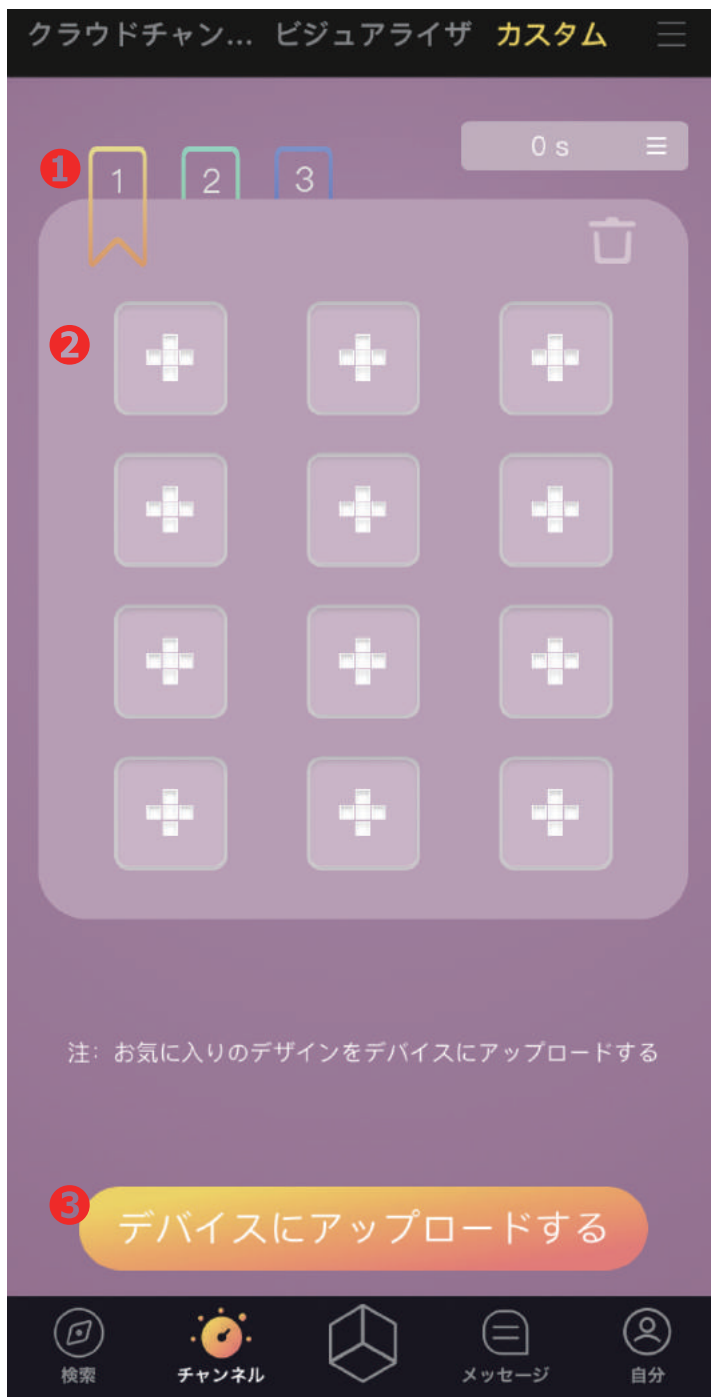 クラウドチャン... ビジュアライザ カスタム
0 s
❶ 1 2 3
❷
注: お気に入りのデザインをデバイスにアップロードする
❸ デバイスにアップロードする
検索 チャンネル メッセージ 自分